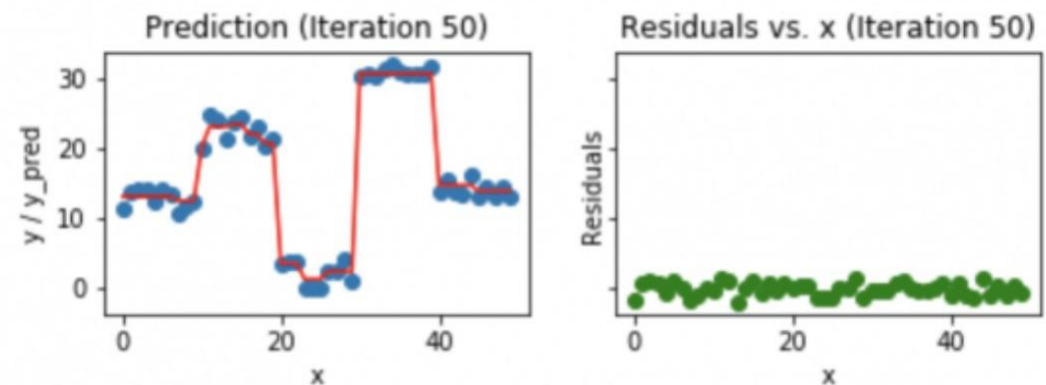 Prediction (Iteration 50)
y / y_pred
30
20
10
0
0
20
40
x
Residuals vs. x (Iteration 50)
Residuals
0
20
40
x